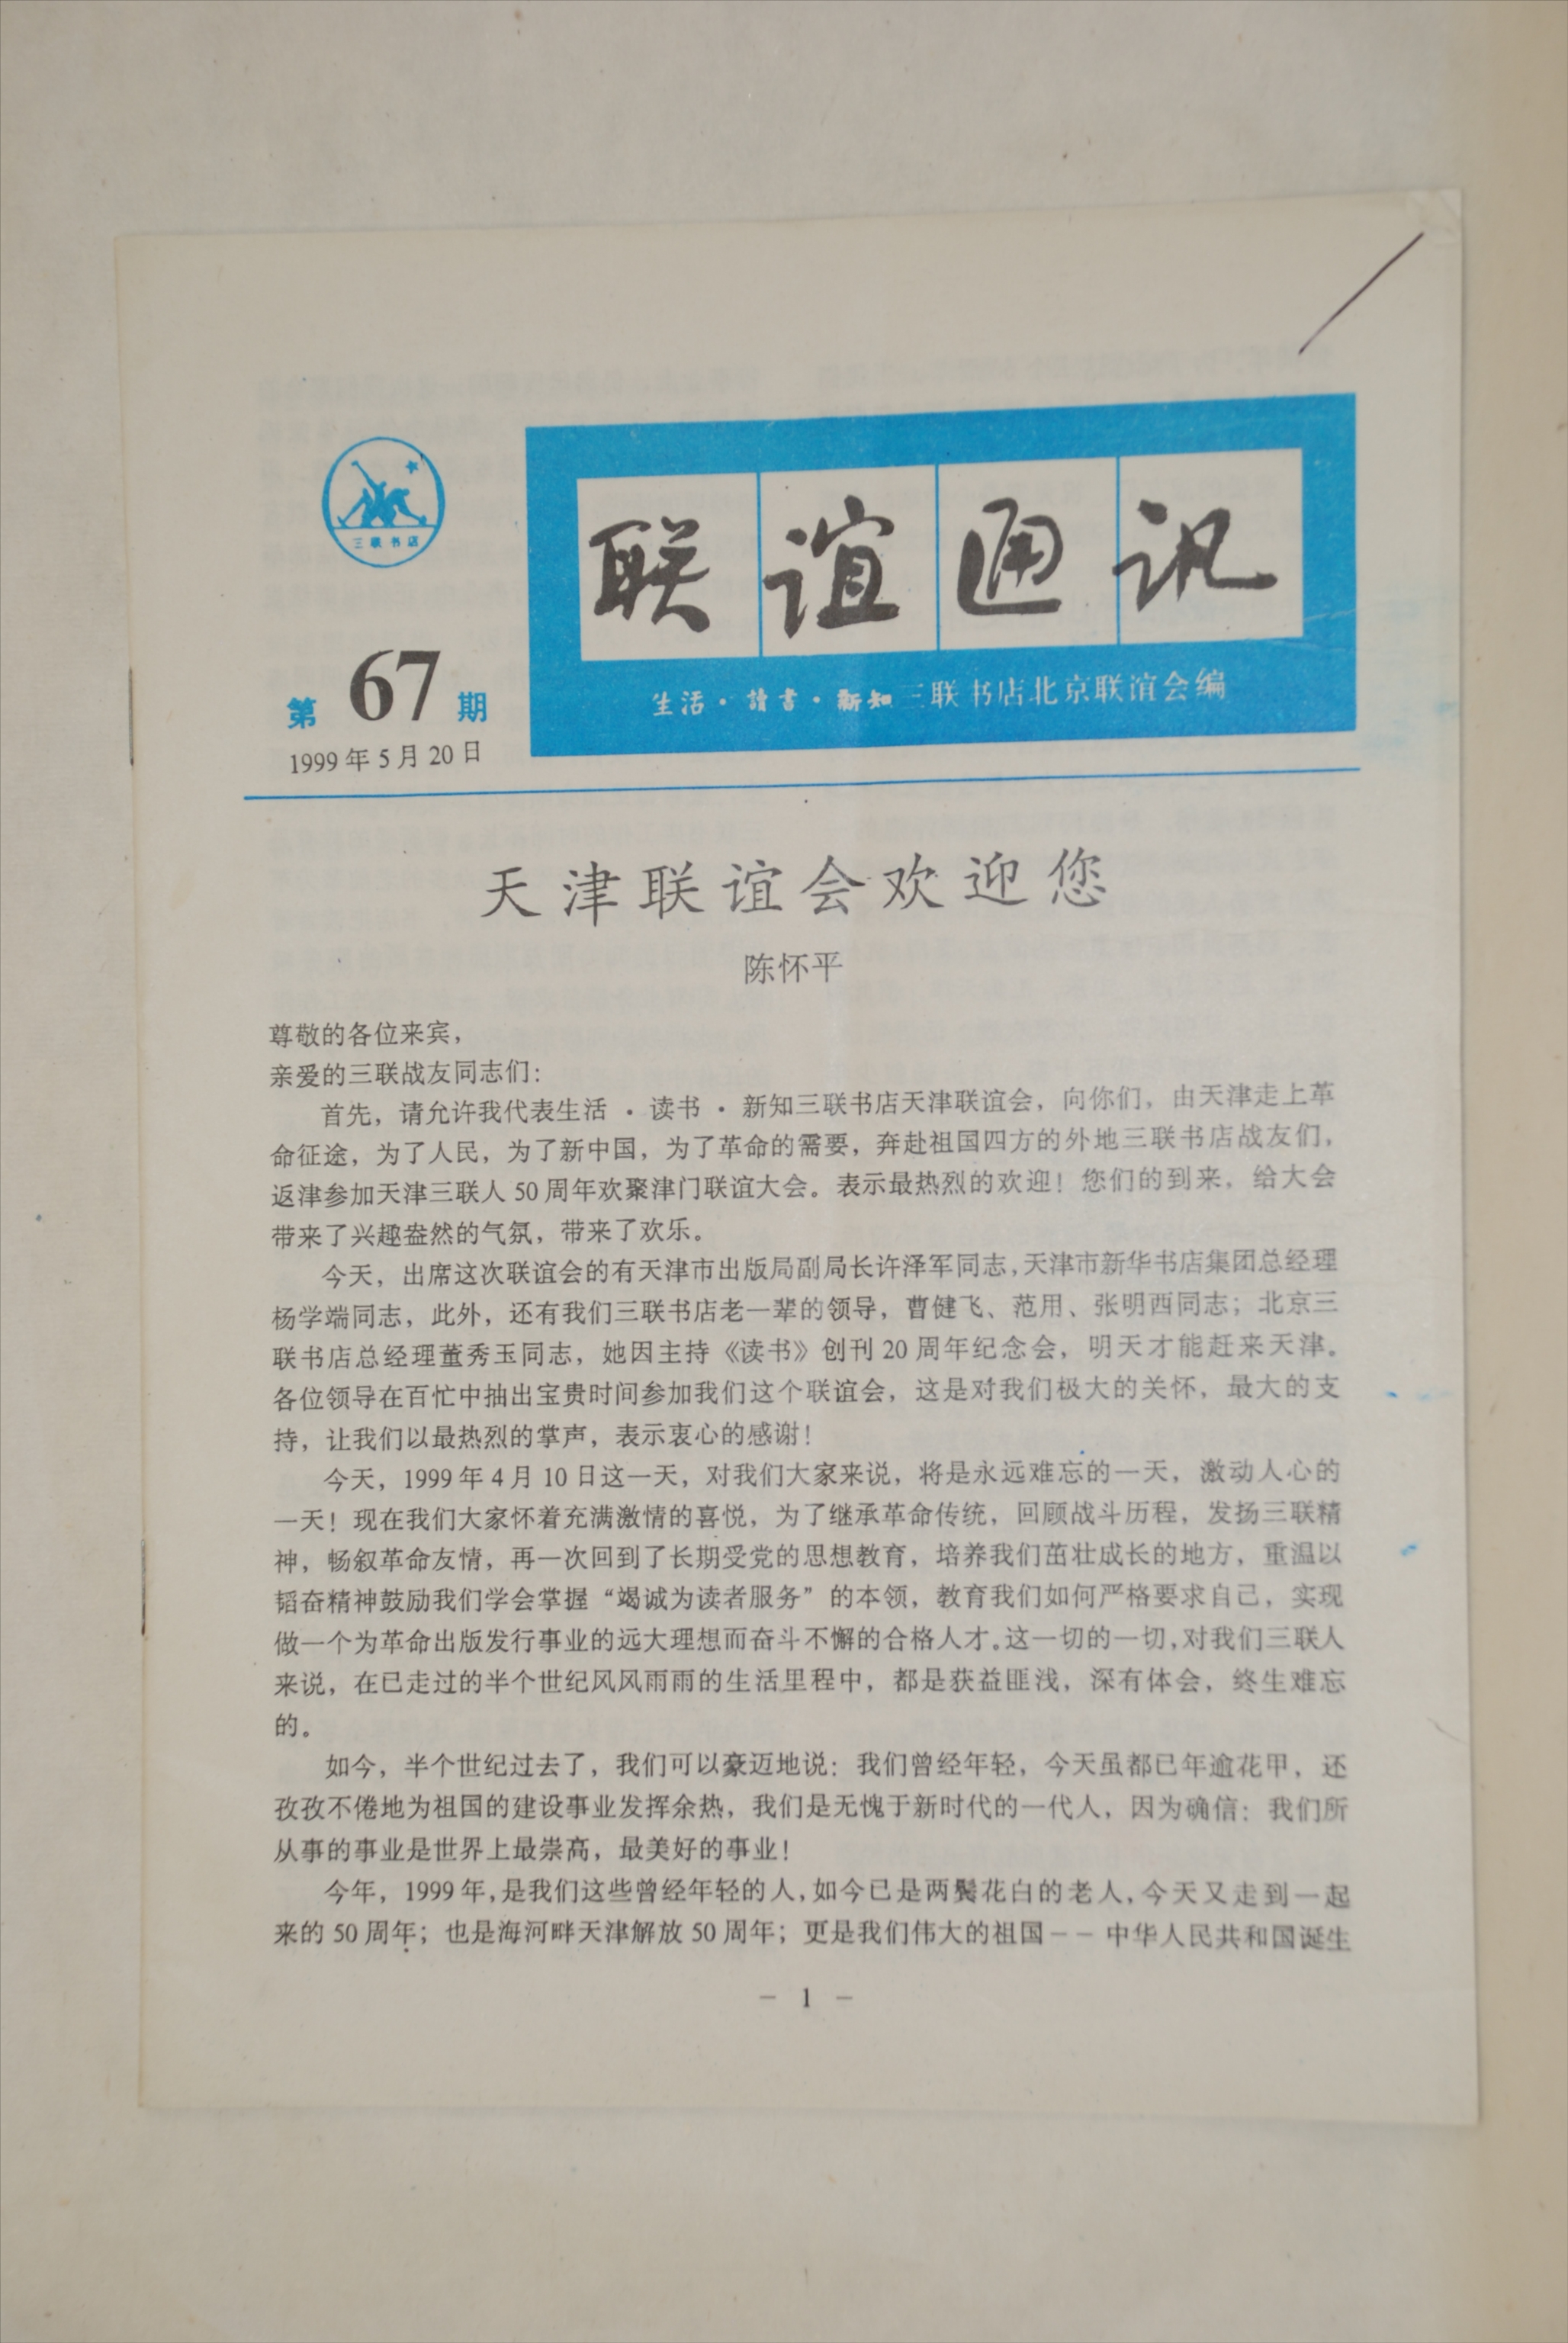 三联书店
联谊通讯
生活·讀書·新知三联书店北京联谊会编
第67期
1999年5月20日
天津联谊会欢迎您
陈怀平
尊敬的各位来宾，
亲爱的三联战友同志们：
首先，请允许我代表生活·读书·新知三联书店天津联谊会，向你们，由天津走上革
命征途，为了人民，为了新中国，为了革命的需要，奔赴祖国四方的外地三联书店战友们，
返津参加天津三联人50周年欢聚津门联谊大会。表示最热烈的欢迎！您们的到来，给大会
带来了兴趣盎然的气氛，带来了欢乐。
今天，出席这次联谊会的有天津市出版局副局长许泽军同志，天津市新华书店集团总经理
杨学端同志，此外，还有我们三联书店老一辈的领导，曹健飞、范用、张明西同志；北京三
联书店总经理董秀玉同志，她因主持《读书》创刊20周年纪念会，明天才能赶来天津。
各位领导在百忙中抽出宝贵时间参加我们这个联谊会，这是对我们极大的关怀，最大的支
持，让我们以最热烈的掌声，表示衷心的感谢！
今天，1999年4月10日这一天，对我们大家来说，将是永远难忘的一天，激动人心的
一天！现在我们大家怀着充满激情的喜悦，为了继承革命传统，回顾战斗历程，发扬三联精
神，畅叙革命友情，再一次回到了长期受党的思想教育，培养我们茁壮成长的地方，重温以
韬奋精神鼓励我们学会掌握“竭诚为读者服务”的本领，教育我们如何严格要求自己，实现
做一个为革命出版发行事业的远大理想而奋斗不懈的合格人才。这一切的一切，对我们三联人
来说，在已走过的半个世纪风风雨雨的生活里程中，都是获益匪浅，深有体会，终生难忘
的。
如今，半个世纪过去了，我们可以豪迈地说：我们曾经年轻，今天虽都已年逾花甲，还
孜孜不倦地为祖国的建设事业发挥余热，我们是无愧于新时代的一代人，因为确信：我们所
从事的事业是世界上最崇高，最美好的事业！
今年，1999年，是我们这些曾经年轻的人，如今已是两鬓花白的老人，今天又走到一起
来的50周年；也是海河畔天津解放50周年；更是我们伟大的祖国－－中华人民共和国诞生
－ 1 －